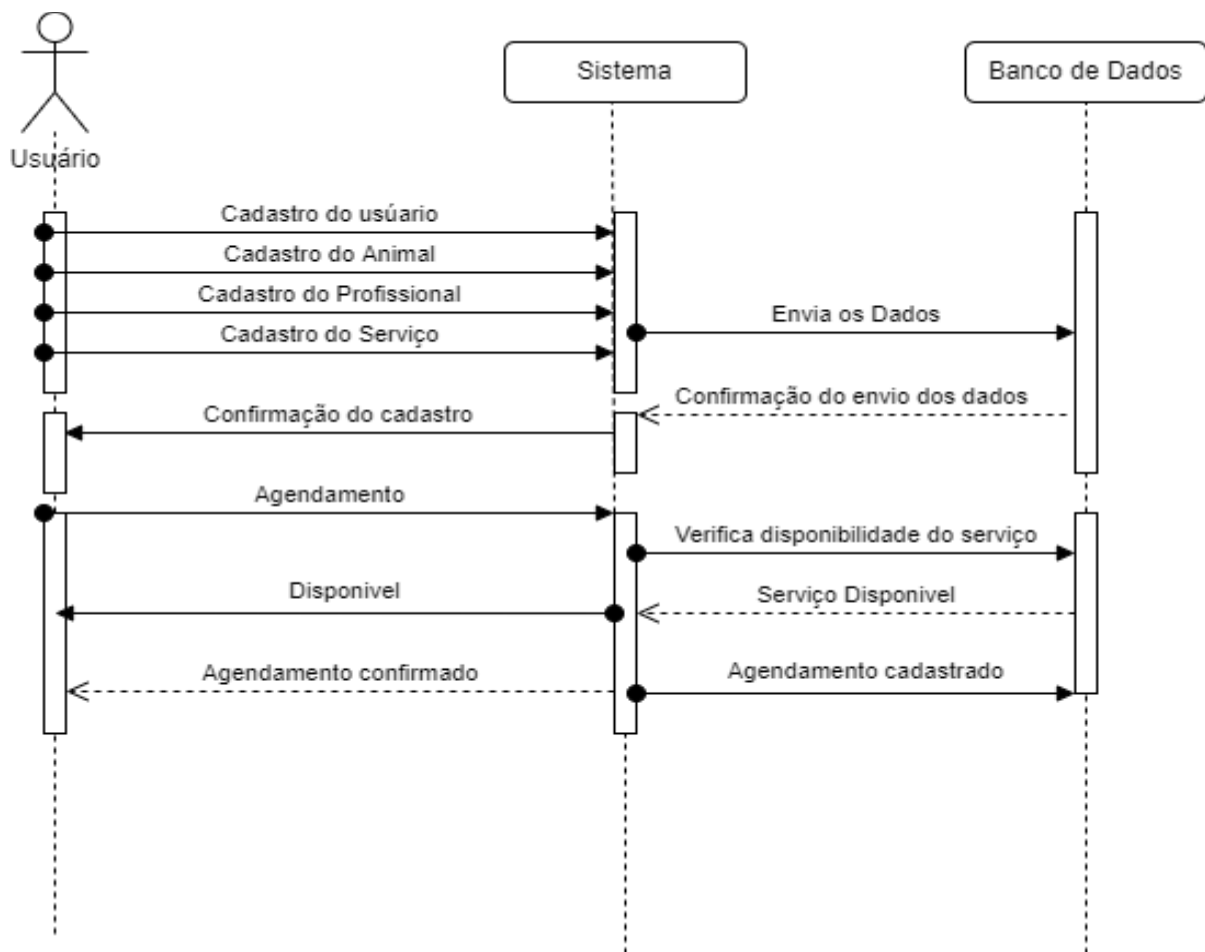 Sistema
Banco de Dados
Usuário
Cadastro do usúario
Cadastro do Animal
Cadastro do Profissional
Envia os Dados
Cadastro do Serviço
Confirmação do envio dos dados
Confirmação do cadastro
Agendamento
Verifica disponibilidade do serviço
Disponivel
Serviço Disponivel
Agendamento confirmado
Agendamento cadastrado